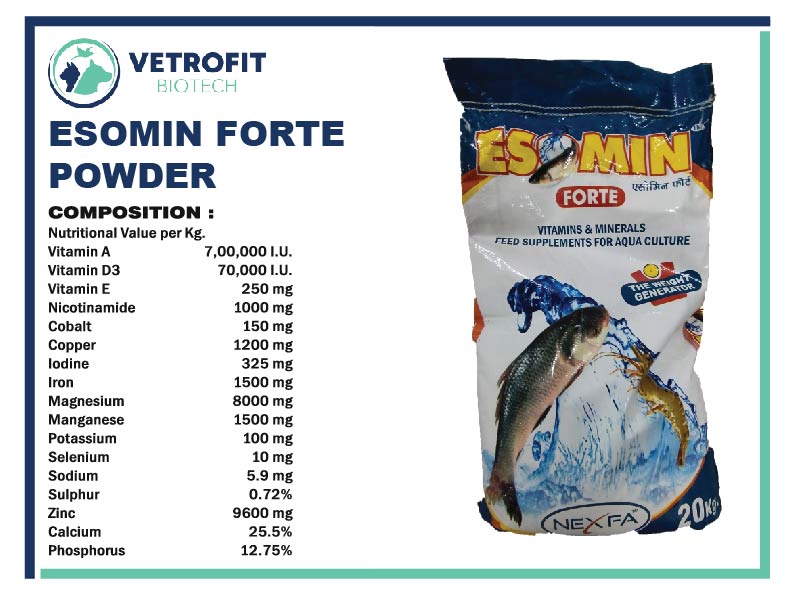 VETROFIT
BIOTECH
ESOMIN FORTE
POWDER
COMPOSITION :
Nutritional Value per Kg.
Vitamin A 7,00,000 I.U.
Vitamin D3 70,000 I.U.
Vitamin E 250 mg
Nicotinamide 1000 mg
Cobalt 150 mg
Copper 1200 mg
Iodine 325 mg
Iron 1500 mg
Magnesium 8000 mg
Manganese 1500 mg
Potassium 100 mg
Selenium 10 mg
Sodium 5.9 mg
Sulphur 0.72%
Zinc 9600 mg
Calcium 25.5%
Phosphorus 12.75%
ESOMIN
FORTE
एसोमिन फोर्ट
VITAMINS & MINERALS
FEED SUPPLEMENTS FOR AQUA CULTURE
THE WEIGHT
GENERATOR
NEXFA
20Kg.